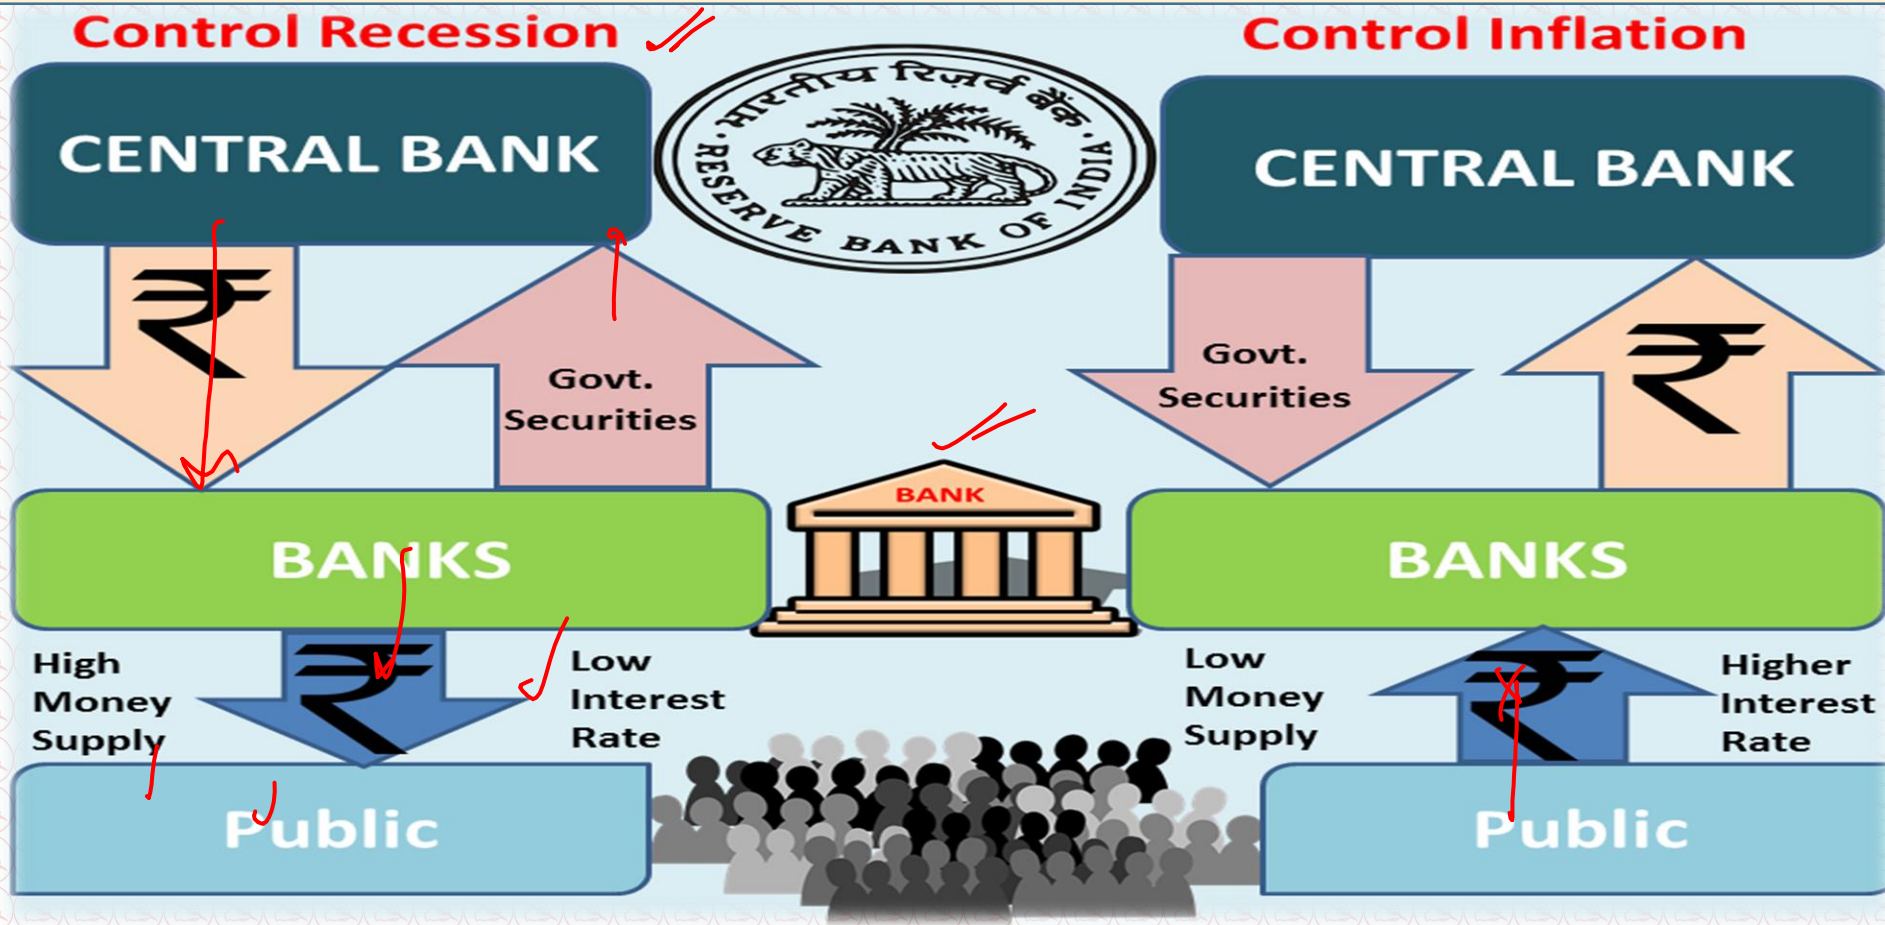 Control Recession
CENTRAL BANK
₹
Govt.
Securities
BANKS
High
Money
Supply
₹
Low
Interest
Rate
Public
भारतीय रिज़र्व बैंक
RESERVE BANK OF INDIA
BANK
Control Inflation
CENTRAL BANK
Govt.
Securities
₹
BANKS
Low
Money
Supply
₹
Higher
Interest
Rate
Public